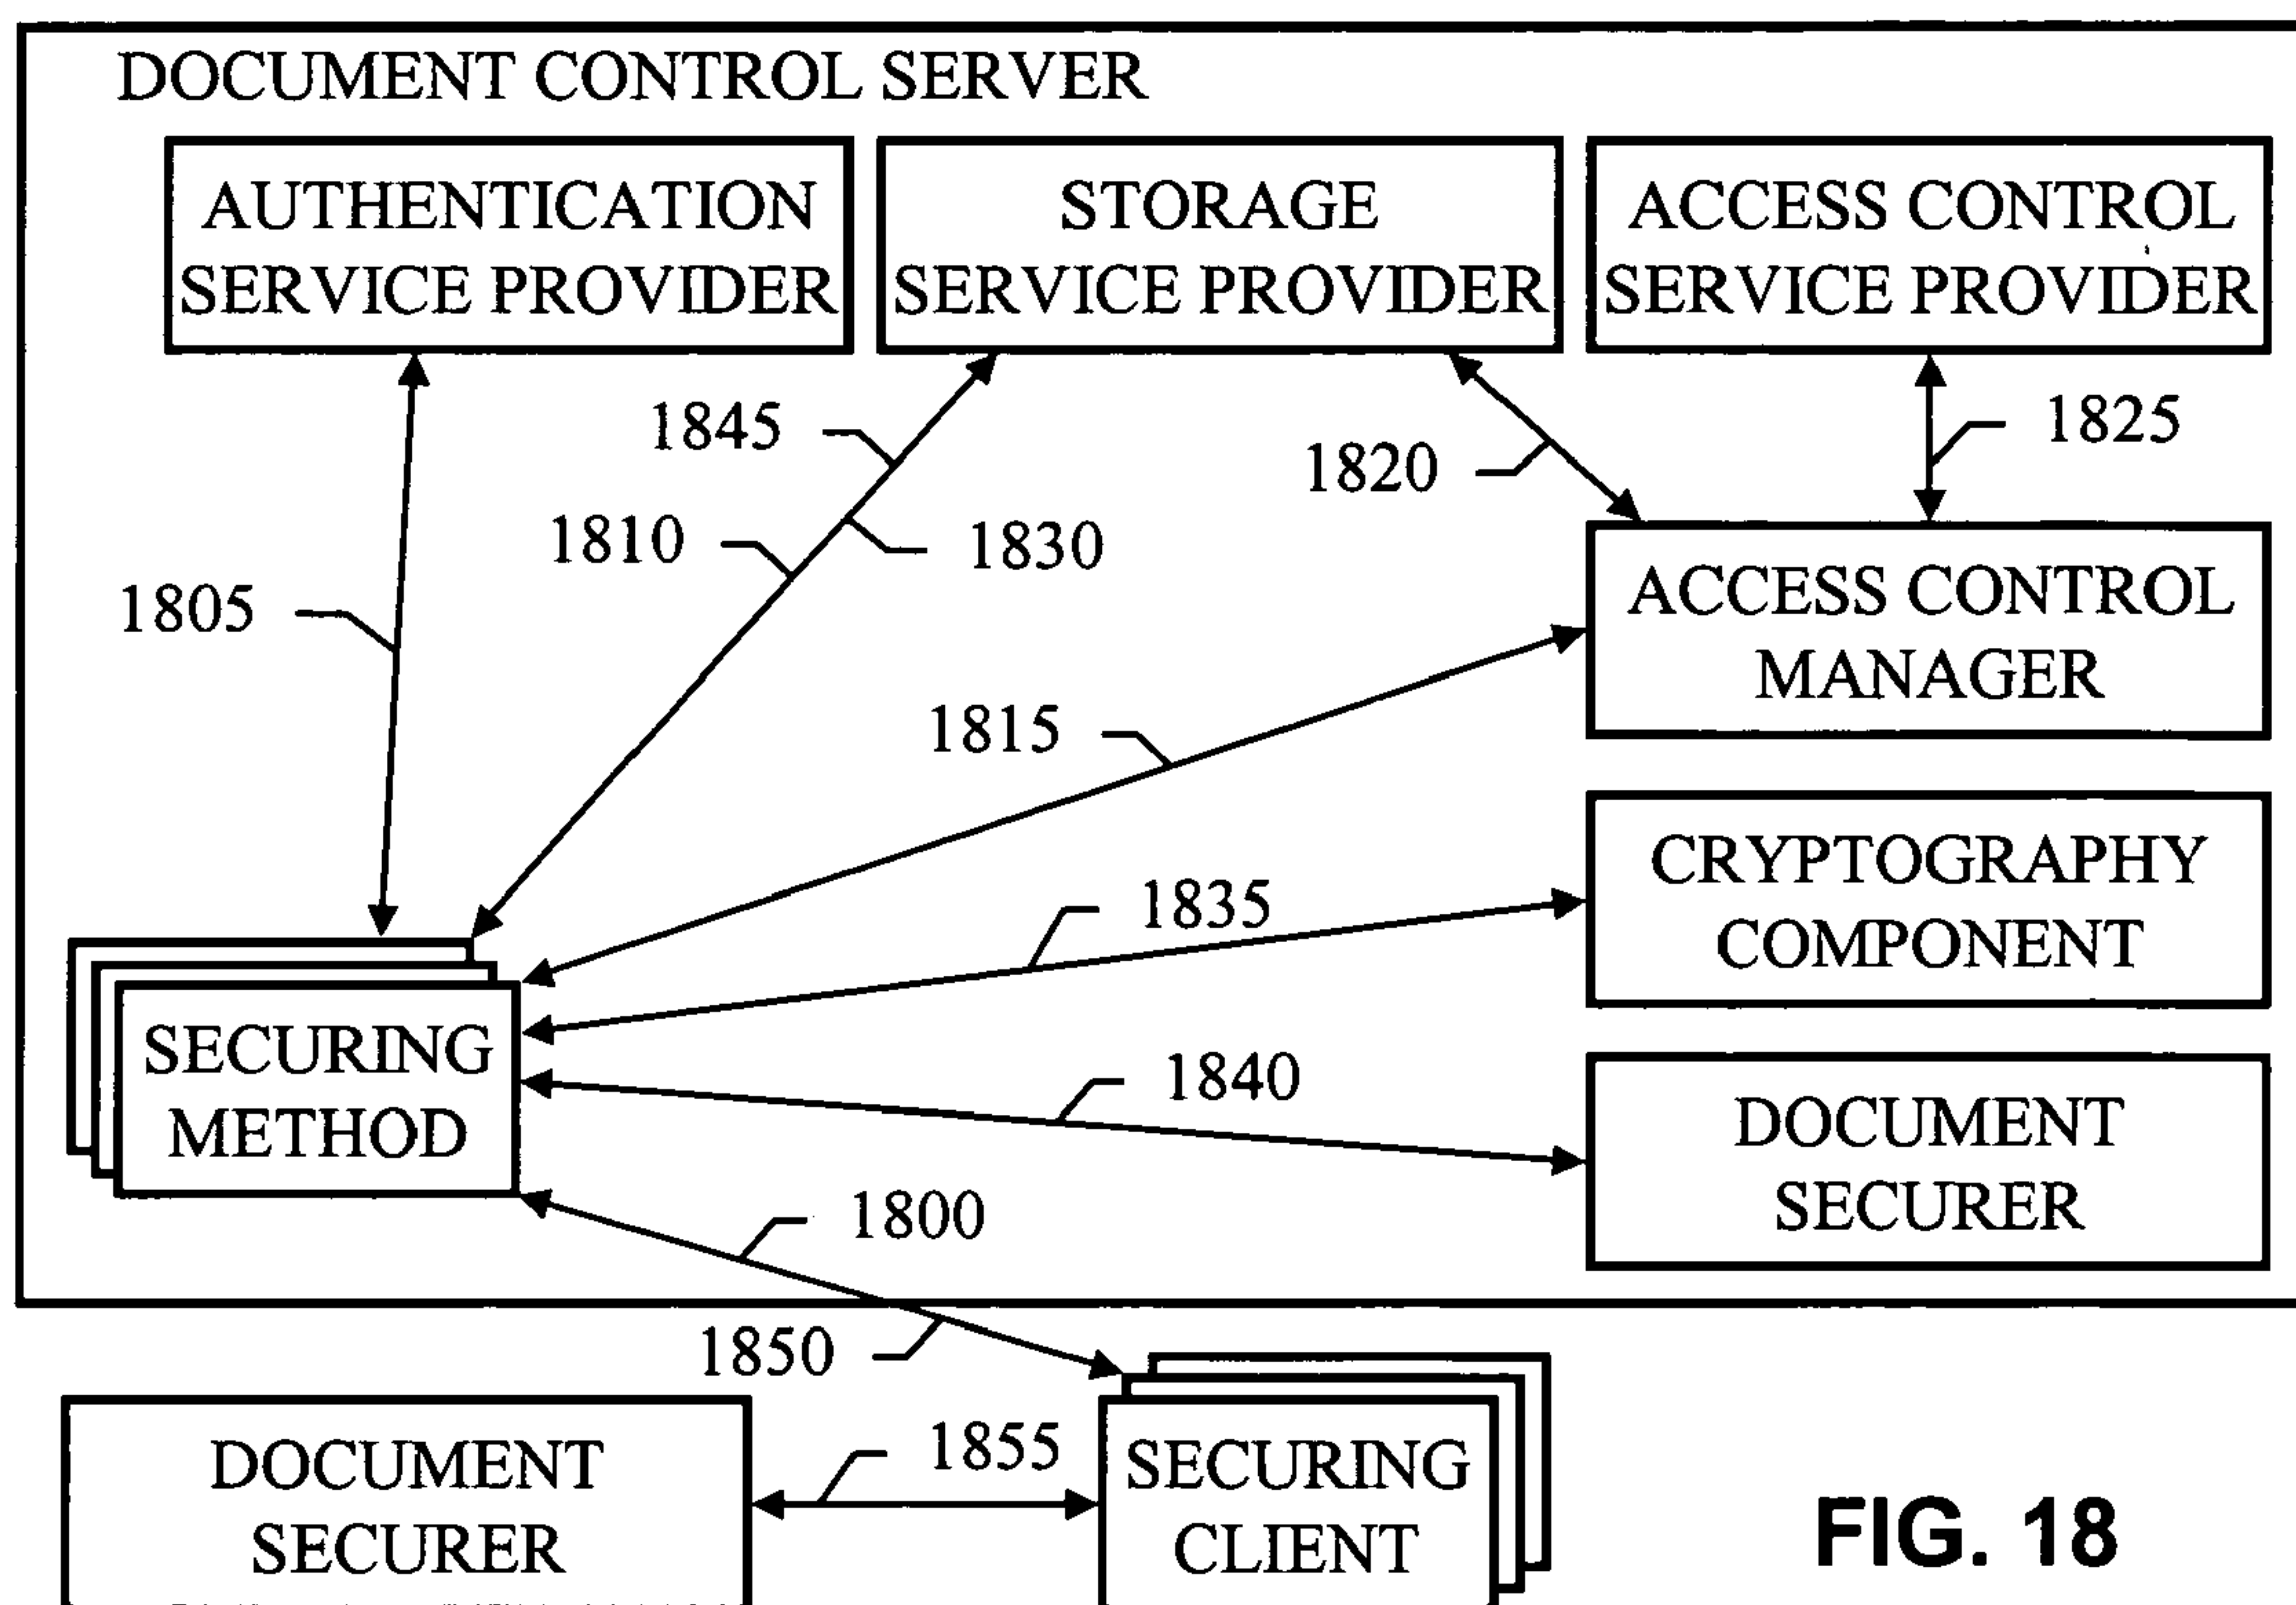 DOCUMENT CONTROL SERVER
AUTHENTICATION
SERVICE PROVIDER
STORAGE
SERVICE PROVIDER
ACCESS CONTROL
SERVICE PROVIDER
1845
1820
1825
1810
1830
1805
ACCESS CONTROL
MANAGER
1815
CRYPTOGRAPHY
COMPONENT
1835
SECURING
METHOD
1840
DOCUMENT
SECURER
1800
1850
DOCUMENT
SECURER
1855
SECURING
CLIENT
FIG. 18